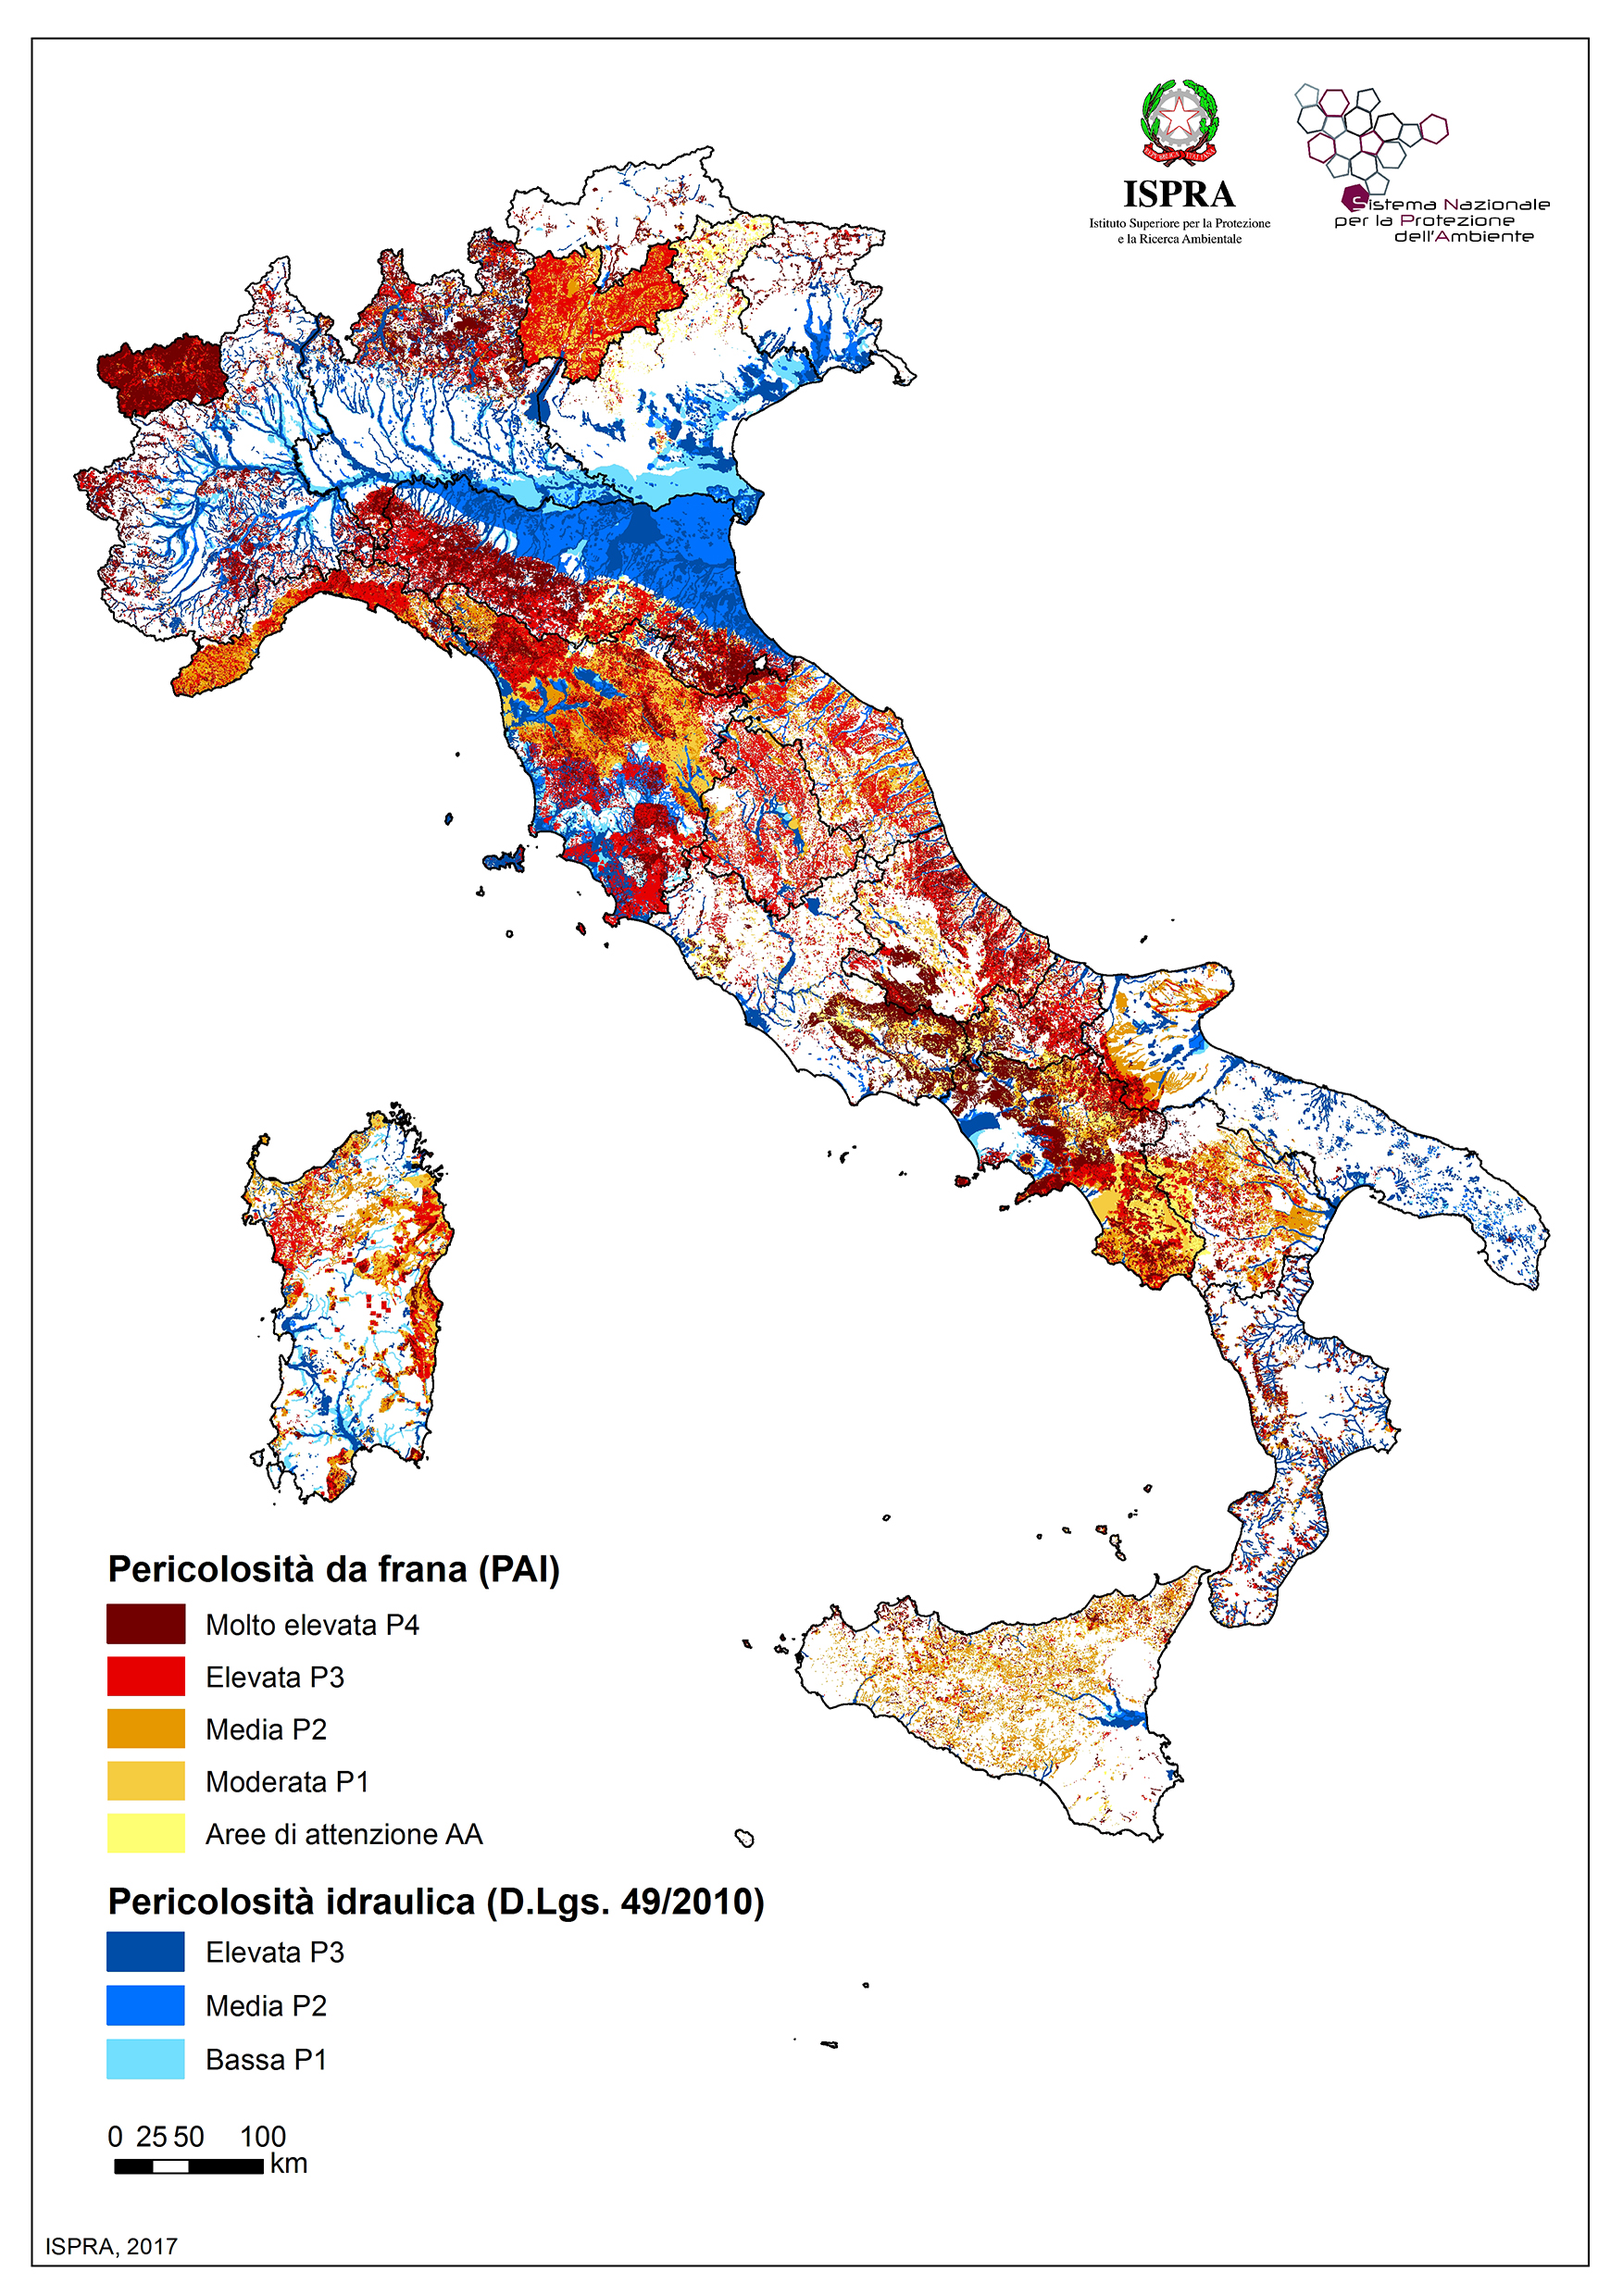 REPVBBLICA ITALIANA
ISPRA
Istituto Superiore per la Protezione
e la Ricerca Ambientale
Sistema Nazionale
per la Protezione
dell'Ambiente
Pericolosità da frana (PAI)
Molto elevata P4
Elevata P3
Media P2
Moderata P1
Aree di attenzione AA
Pericolosità idraulica (D.Lgs. 49/2010)
Elevata P3
Media P2
Bassa P1
0 25 50 100
km
ISPRA, 2017